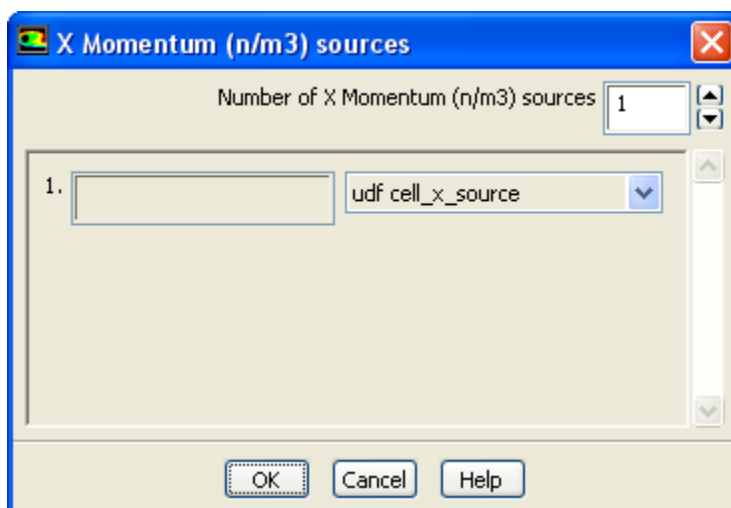 X Momentum (n/m3) sources
Number of X Momentum (n/m3) sources 1
1. udf cell_x_source
OK Cancel Help